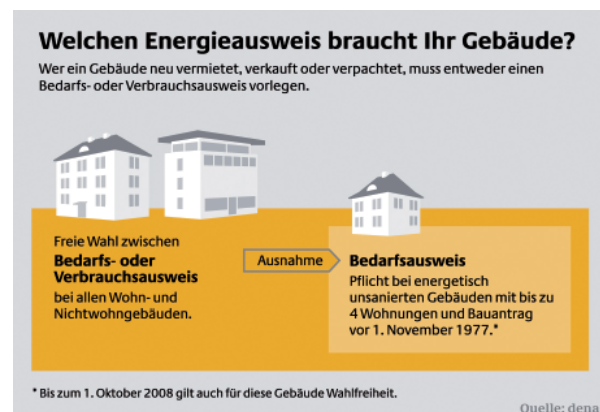 Welchen Energieausweis braucht Ihr Gebäude?
Wer ein Gebäude neu vermietet, verkauft oder verpachtet, muss entweder einen
Bedarfs- oder Verbrauchsausweis vorlegen.
Freie Wahl zwischen
Bedarfs- oder
Verbrauchsausweis
bei allen Wohn- und
Nichtwohngebäuden.
Ausnahme
Bedarfsausweis
Pflicht bei energetisch
unsanierten Gebäuden mit bis zu
4 Wohnungen und Bauantrag
vor 1. November 1977.*
* Bis zum 1. Oktober 2008 gilt auch für diese Gebäude Wahlfreiheit.
Quelle: dena